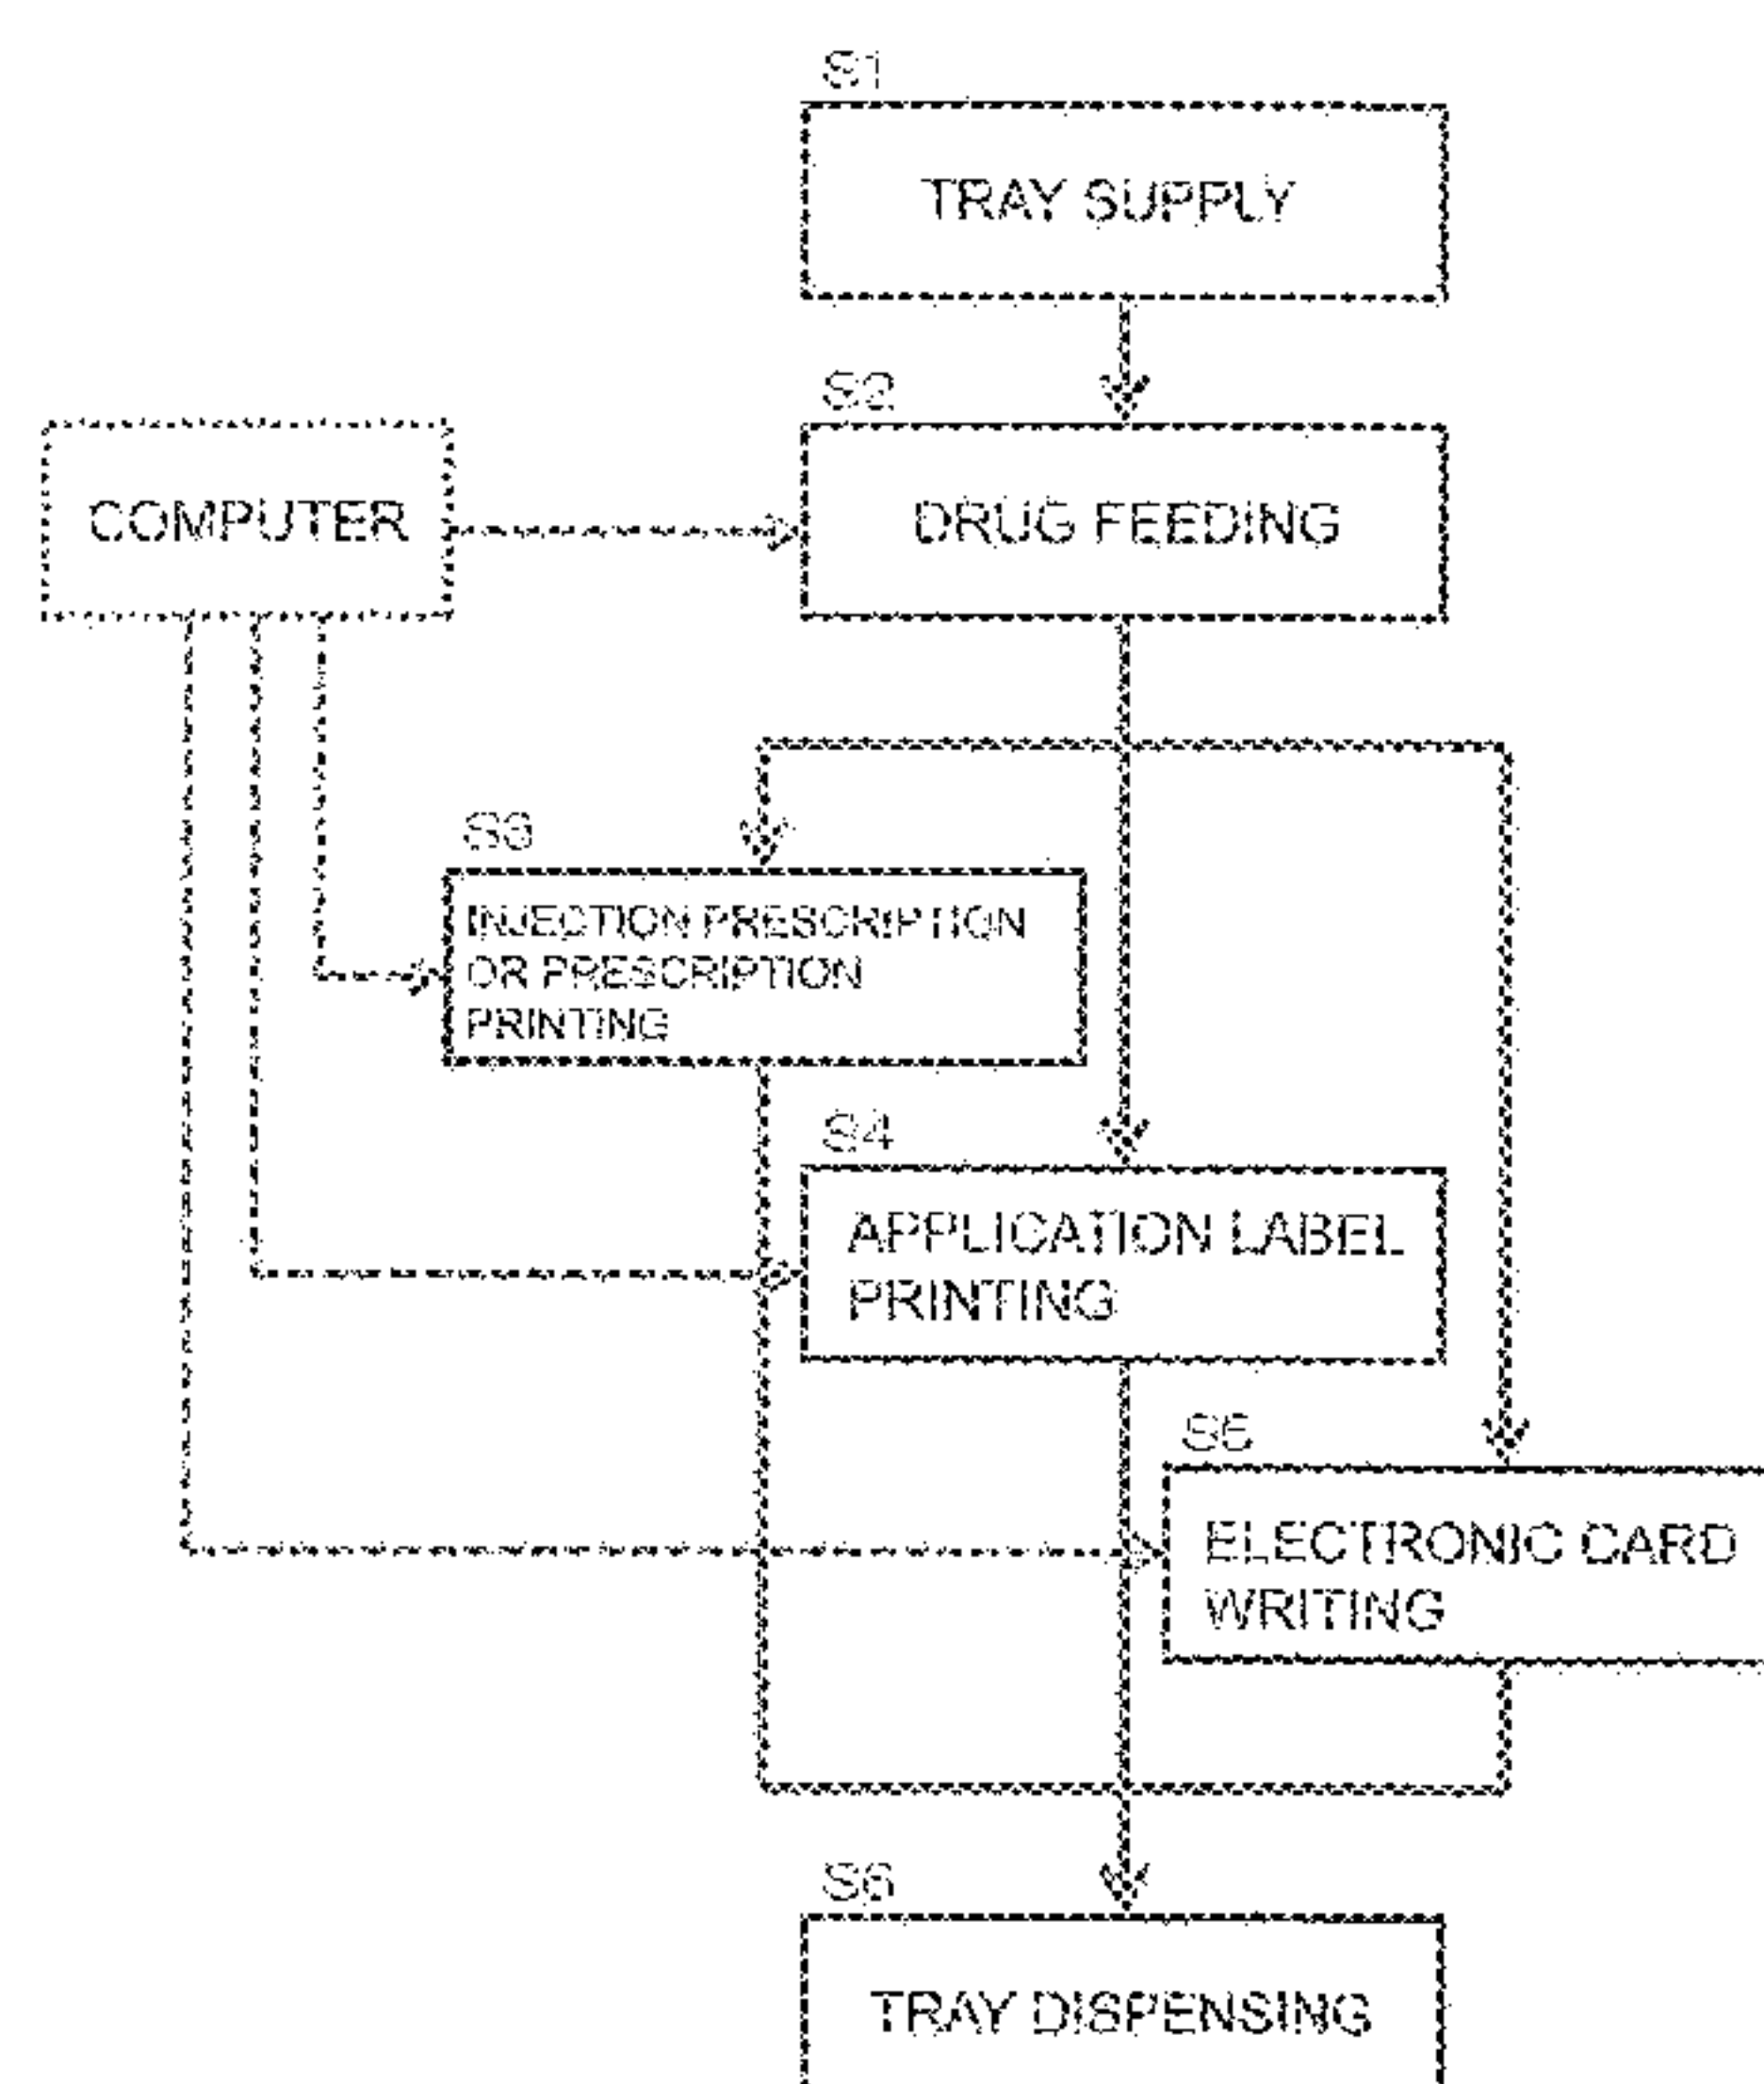 S1
TRAY SUPPLY
S2
COMPUTER
DRUG FEEDING
S3
INJECTION PRESCRIPTION
OR PRESCRIPTION
PRINTING
S4
APPLICATION LABEL
PRINTING
S5
ELECTRONIC CARD
WRITING
S6
TRAY DISPENSING